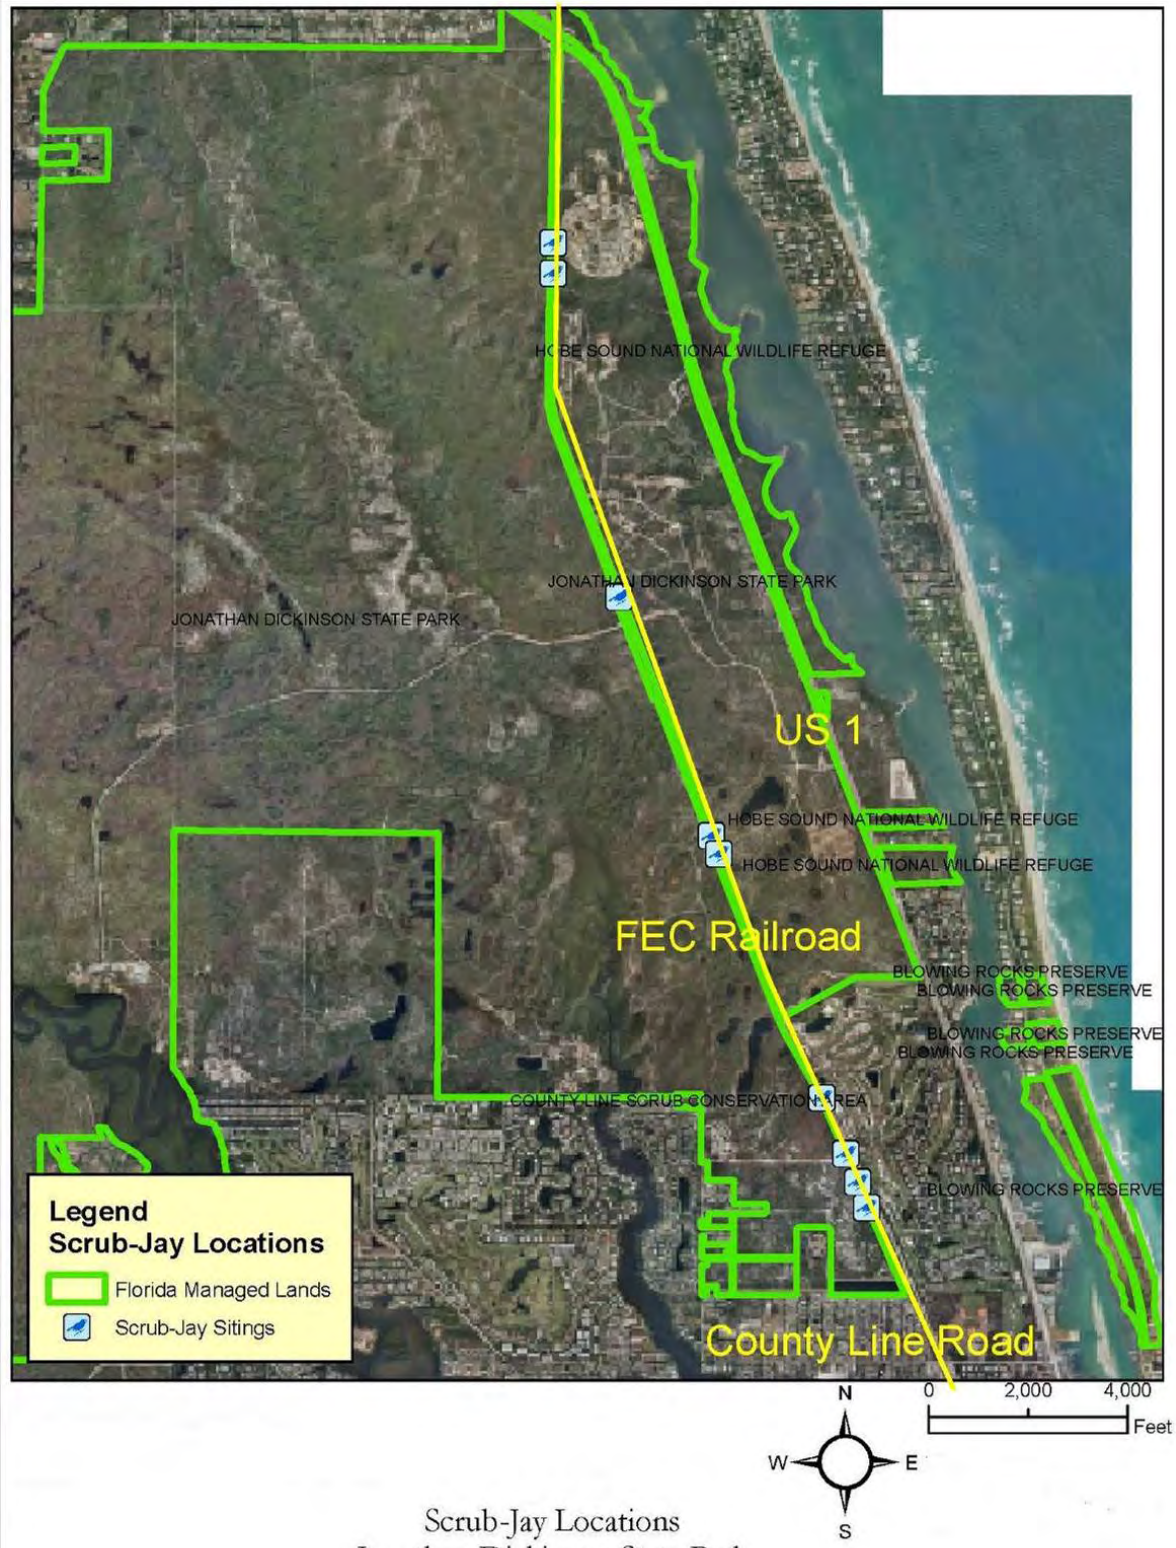 HOBE SOUND NATIONAL WILDLIFE REFUGE
JONATHAN DICKINSON STATE PARK
JONATHAN DICKINSON STATE PARK
US 1
HOBE SOUND NATIONAL WILDLIFE REFUGE
HOBE SOUND NATIONAL WILDLIFE REFUGE
FEC Railroad
BLOWING ROCKS PRESERVE
BLOWING ROCKS PRESERVE
BLOWING ROCKS PRESERVE
BLOWING ROCKS PRESERVE
COUNTY LINE SCRUB CONSERVATION AREA
BLOWING ROCKS PRESERVE
Legend
Scrub-Jay Locations
Florida Managed Lands
Scrub-Jay Sitings
County Line Road
0 2,000 4,000
Feet
N
W E
S
Scrub-Jay Locations